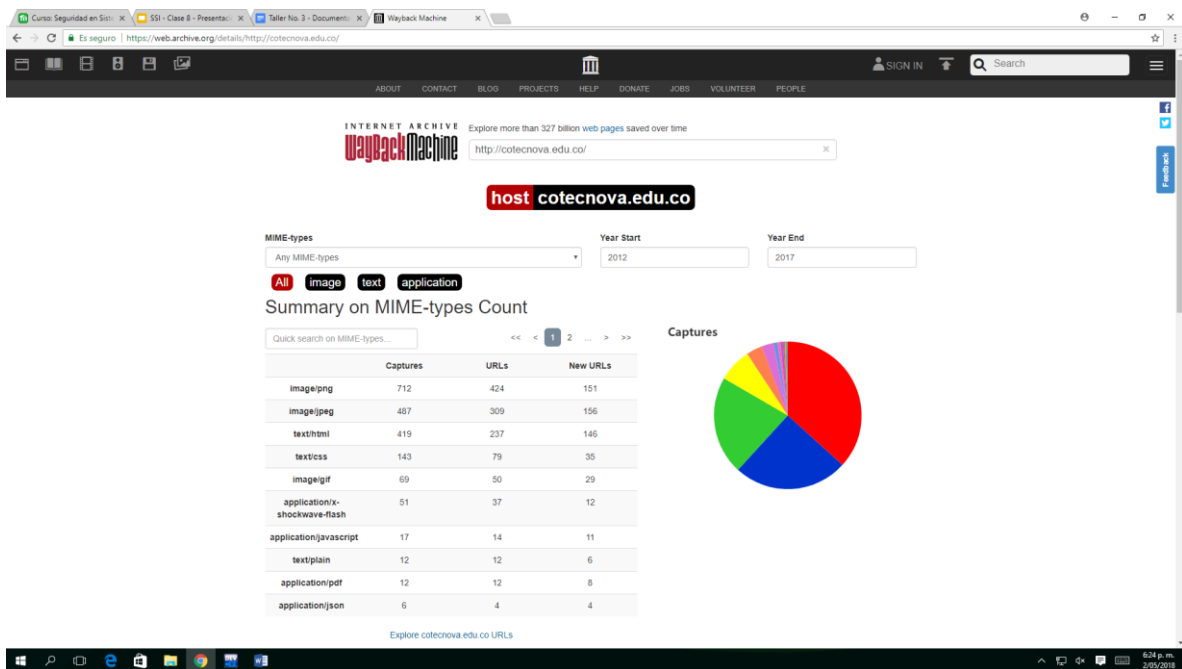 Curso: Seguridad en Siste
SSI - Clase 8 - Presentaci
Taller No. 3 - Documento
Wayback Machine
Es seguro | https://web.archive.org/details/http://cotecnova.edu.co/
SIGN IN
Search
ABOUT CONTACT BLOG PROJECTS HELP DONATE JOBS VOLUNTEER PEOPLE
INTERNET ARCHIVE
WayBackMachine
Explore more than 327 billion web pages saved over time
http://cotecnova.edu.co/
Feedback
host cotecnova.edu.co
MIME-types Year Start Year End
Any MIME-types 2012 2017
All image text application
Summary on MIME-types Count
Quick search on MIME-types...
<< < 1 2 ... > >>
Captures
Captures URLs New URLs
image/png 712 424 151
image/jpeg 487 309 156
text/html 419 237 146
text/css 143 79 35
image/gif 69 50 29
application/x-
shockwave-flash 51 37 12
application/javascript 17 14 11
text/plain 12 12 6
application/pdf 12 12 8
application/json 6 4 4
Explore cotecnova.edu.co URLs
6:24 p. m.
2/05/2018